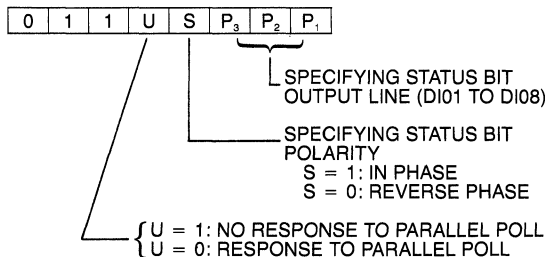 0 1 1 U S P₃ P₂ P₁
SPECIFYING STATUS BIT
OUTPUT LINE (DI01 TO DI08)
SPECIFYING STATUS BIT
POLARITY
S = 1: IN PHASE
S = 0: REVERSE PHASE
U = 1: NO RESPONSE TO PARALLEL POLL
U = 0: RESPONSE TO PARALLEL POLL